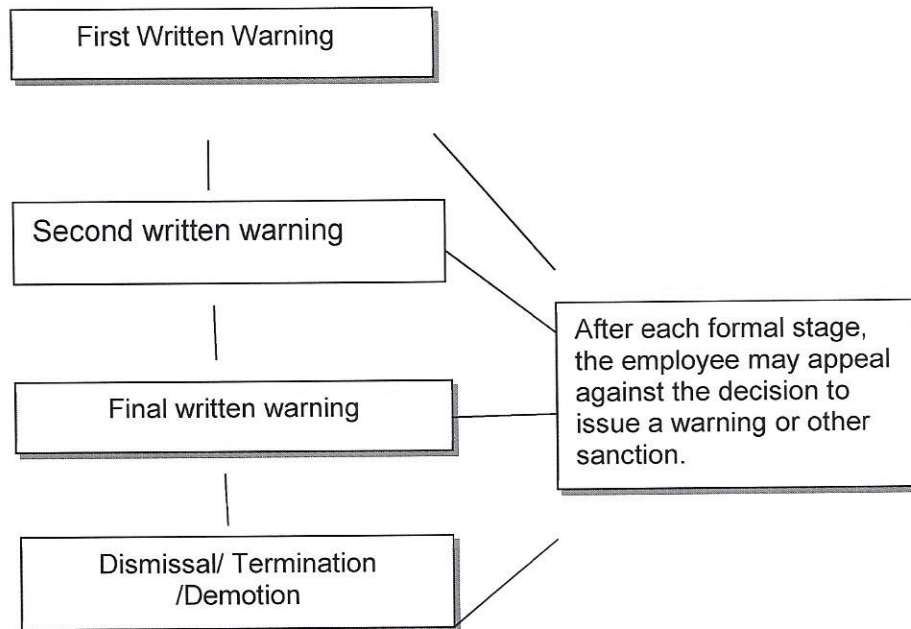 First Written Warning
Second written warning
After each formal stage,
the employee may appeal
against the decision to
issue a warning or other
sanction.
Final written warning
Dismissal/ Termination
/Demotion